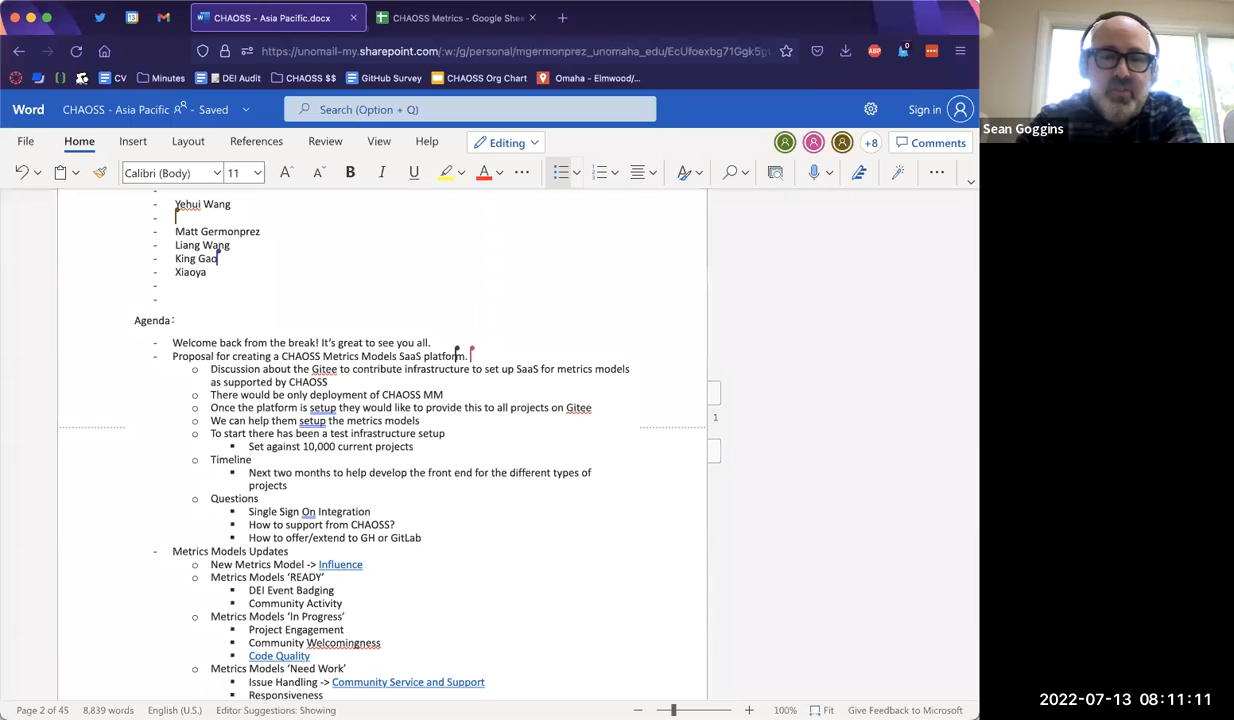 CHAOSS - Asia Pacific.docx
CHAOSS Metrics - Google Shee
https://unomail-my.sharepoint.com/:w:/g/personal/mgermonprez_unomaha_edu/EcUfoexbg71Ggk5g
CV
Minutes
DEI Audit
CHAOSS $$
GitHub Survey
CHAOSS Org Chart
Omaha - Elmwood/...
Word
CHAOSS - Asia Pacific
- Saved
Search (Option + Q)
Sign in
File
Home
Insert
Layout
References
Review
View
Help
Editing
+8
Comments
Calibri (Body)
11
- 
- Yehui Wang
- 
- Matt Germonprez
- Liang Wang
- King Gao
- Xiaoya
- 
- 
Agenda:
- Welcome back from the break! It's great to see you all.
- Proposal for creating a CHAOSS Metrics Models SaaS platform.
o Discussion about the Gitee to contribute infrastructure to set up SaaS for metrics models
as supported by CHAOSS
o There would be only deployment of CHAOSS MM
o Once the platform is setup they would like to provide this to all projects on Gitee
o We can help them setup the metrics models
o To start there has been a test infrastructure setup
▪ Set against 10,000 current projects
o Timeline
▪ Next two months to help develop the front end for the different types of
projects
o Questions
▪ Single Sign On Integration
▪ How to support from CHAOSS?
▪ How to offer/extend to GH or GitLab
- Metrics Models Updates
o New Metrics Model -> Influence
o Metrics Models 'READY'
▪ DEI Event Badging
▪ Community Activity
o Metrics Models 'In Progress'
▪ Project Engagement
▪ Community Welcomingness
▪ Code Quality
o Metrics Models 'Need Work'
▪ Issue Handling -> Community Service and Support
▪ Responsiveness
1
Page 2 of 45
8,839 words
English (U.S.)
Editor Suggestions: Showing
100%
Fit
Give Feedback to Microsoft
Sean Goggins
2022-07-13 08:11:11